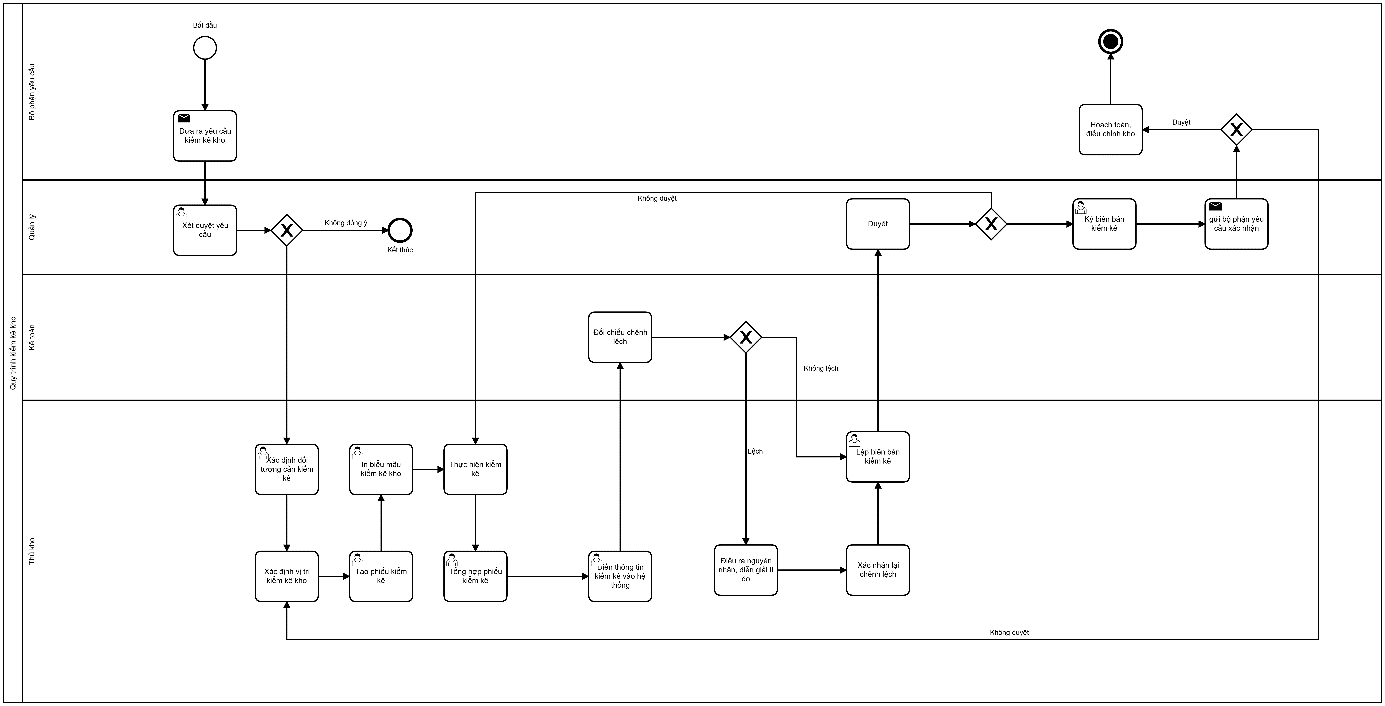 Quy trình kiểm kê kho
Bộ phận yêu cầu
Bắt đầu
Đưa ra yêu cầu
kiểm kê kho
Hoạch toán,
điều chỉnh kho
Duyệt
Quản lý
Xét duyệt yêu
cầu
Không đồng ý
Kết thúc
Không duyệt
Duyệt
Ký biên bản
kiểm kê
gửi bộ phận yêu
cầu xác nhận
Kế toán
Đối chiếu chênh
lệch
Không lệch
Lệch
Thủ kho
Xác định đối
tượng cần kiểm
kê
In biểu mẫu
kiểm kê kho
Thực hiện kiểm
kê
Lập biên bản
kiểm kê
Xác định vị trí
kiểm kê kho
Tạo phiếu kiểm
kê
Tổng hợp phiếu
kiểm kê
Điền thông tin
kiểm kê vào hệ
thống
Điều tra nguyên
nhân, diễn giải lí
do
Xác nhận lại
chênh lệch
Không duyệt